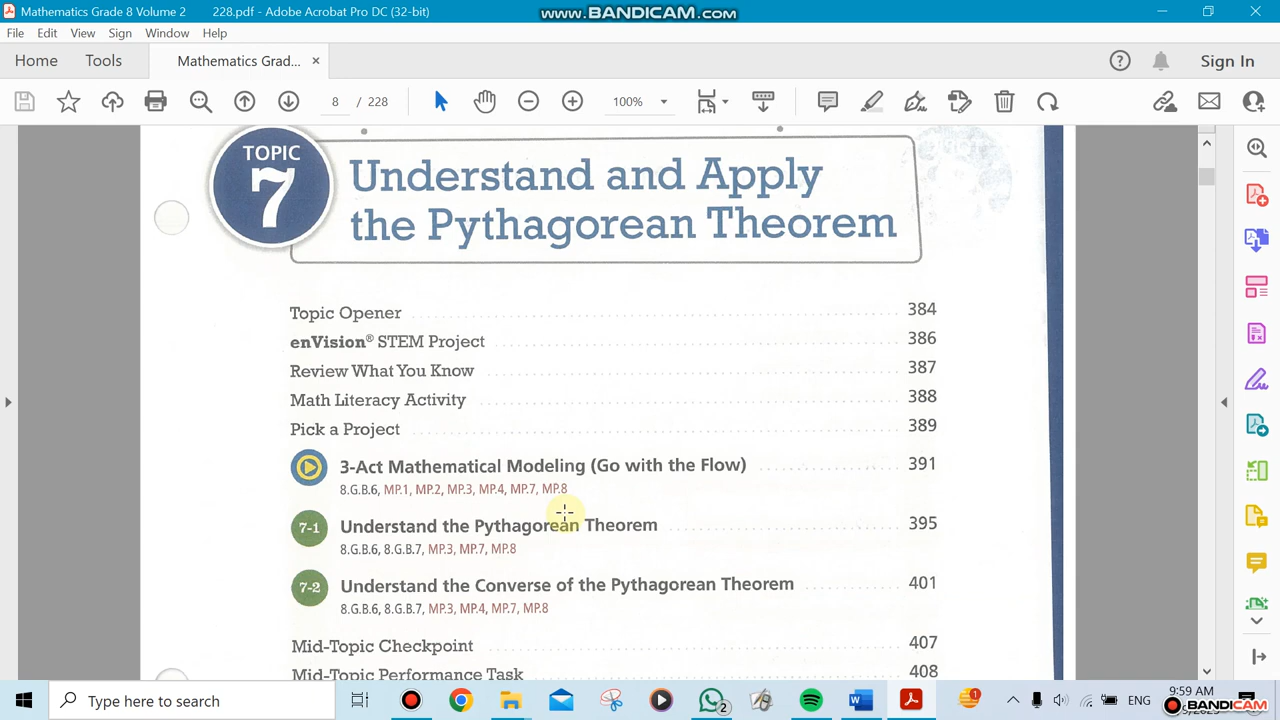 Mathematics Grade 8 Volume 2 228.pdf - Adobe Acrobat Pro DC (32-bit)
www.BANDICAM.com
File Edit View Sign Window Help
Home Tools Mathematics Grad... × Sign In
8 / 228 100%
TOPIC
7
Understand and Apply
the Pythagorean Theorem
Topic Opener 384
enVision® STEM Project 386
Review What You Know 387
Math Literacy Activity 388
Pick a Project 389
3-Act Mathematical Modeling (Go with the Flow) 391
8.G.B.6, MP.1, MP.2, MP.3, MP.4, MP.7, MP.8
7-1 Understand the Pythagorean Theorem 395
8.G.B.6, 8.G.B.7, MP.3, MP.7, MP.8
7-2 Understand the Converse of the Pythagorean Theorem 401
8.G.B.6, 8.G.B.7, MP.3, MP.4, MP.7, MP.8
Mid-Topic Checkpoint 407
Mid-Topic Performance Task 408
Type here to search
2
1
ENG
9:59 AM
BANDICAM